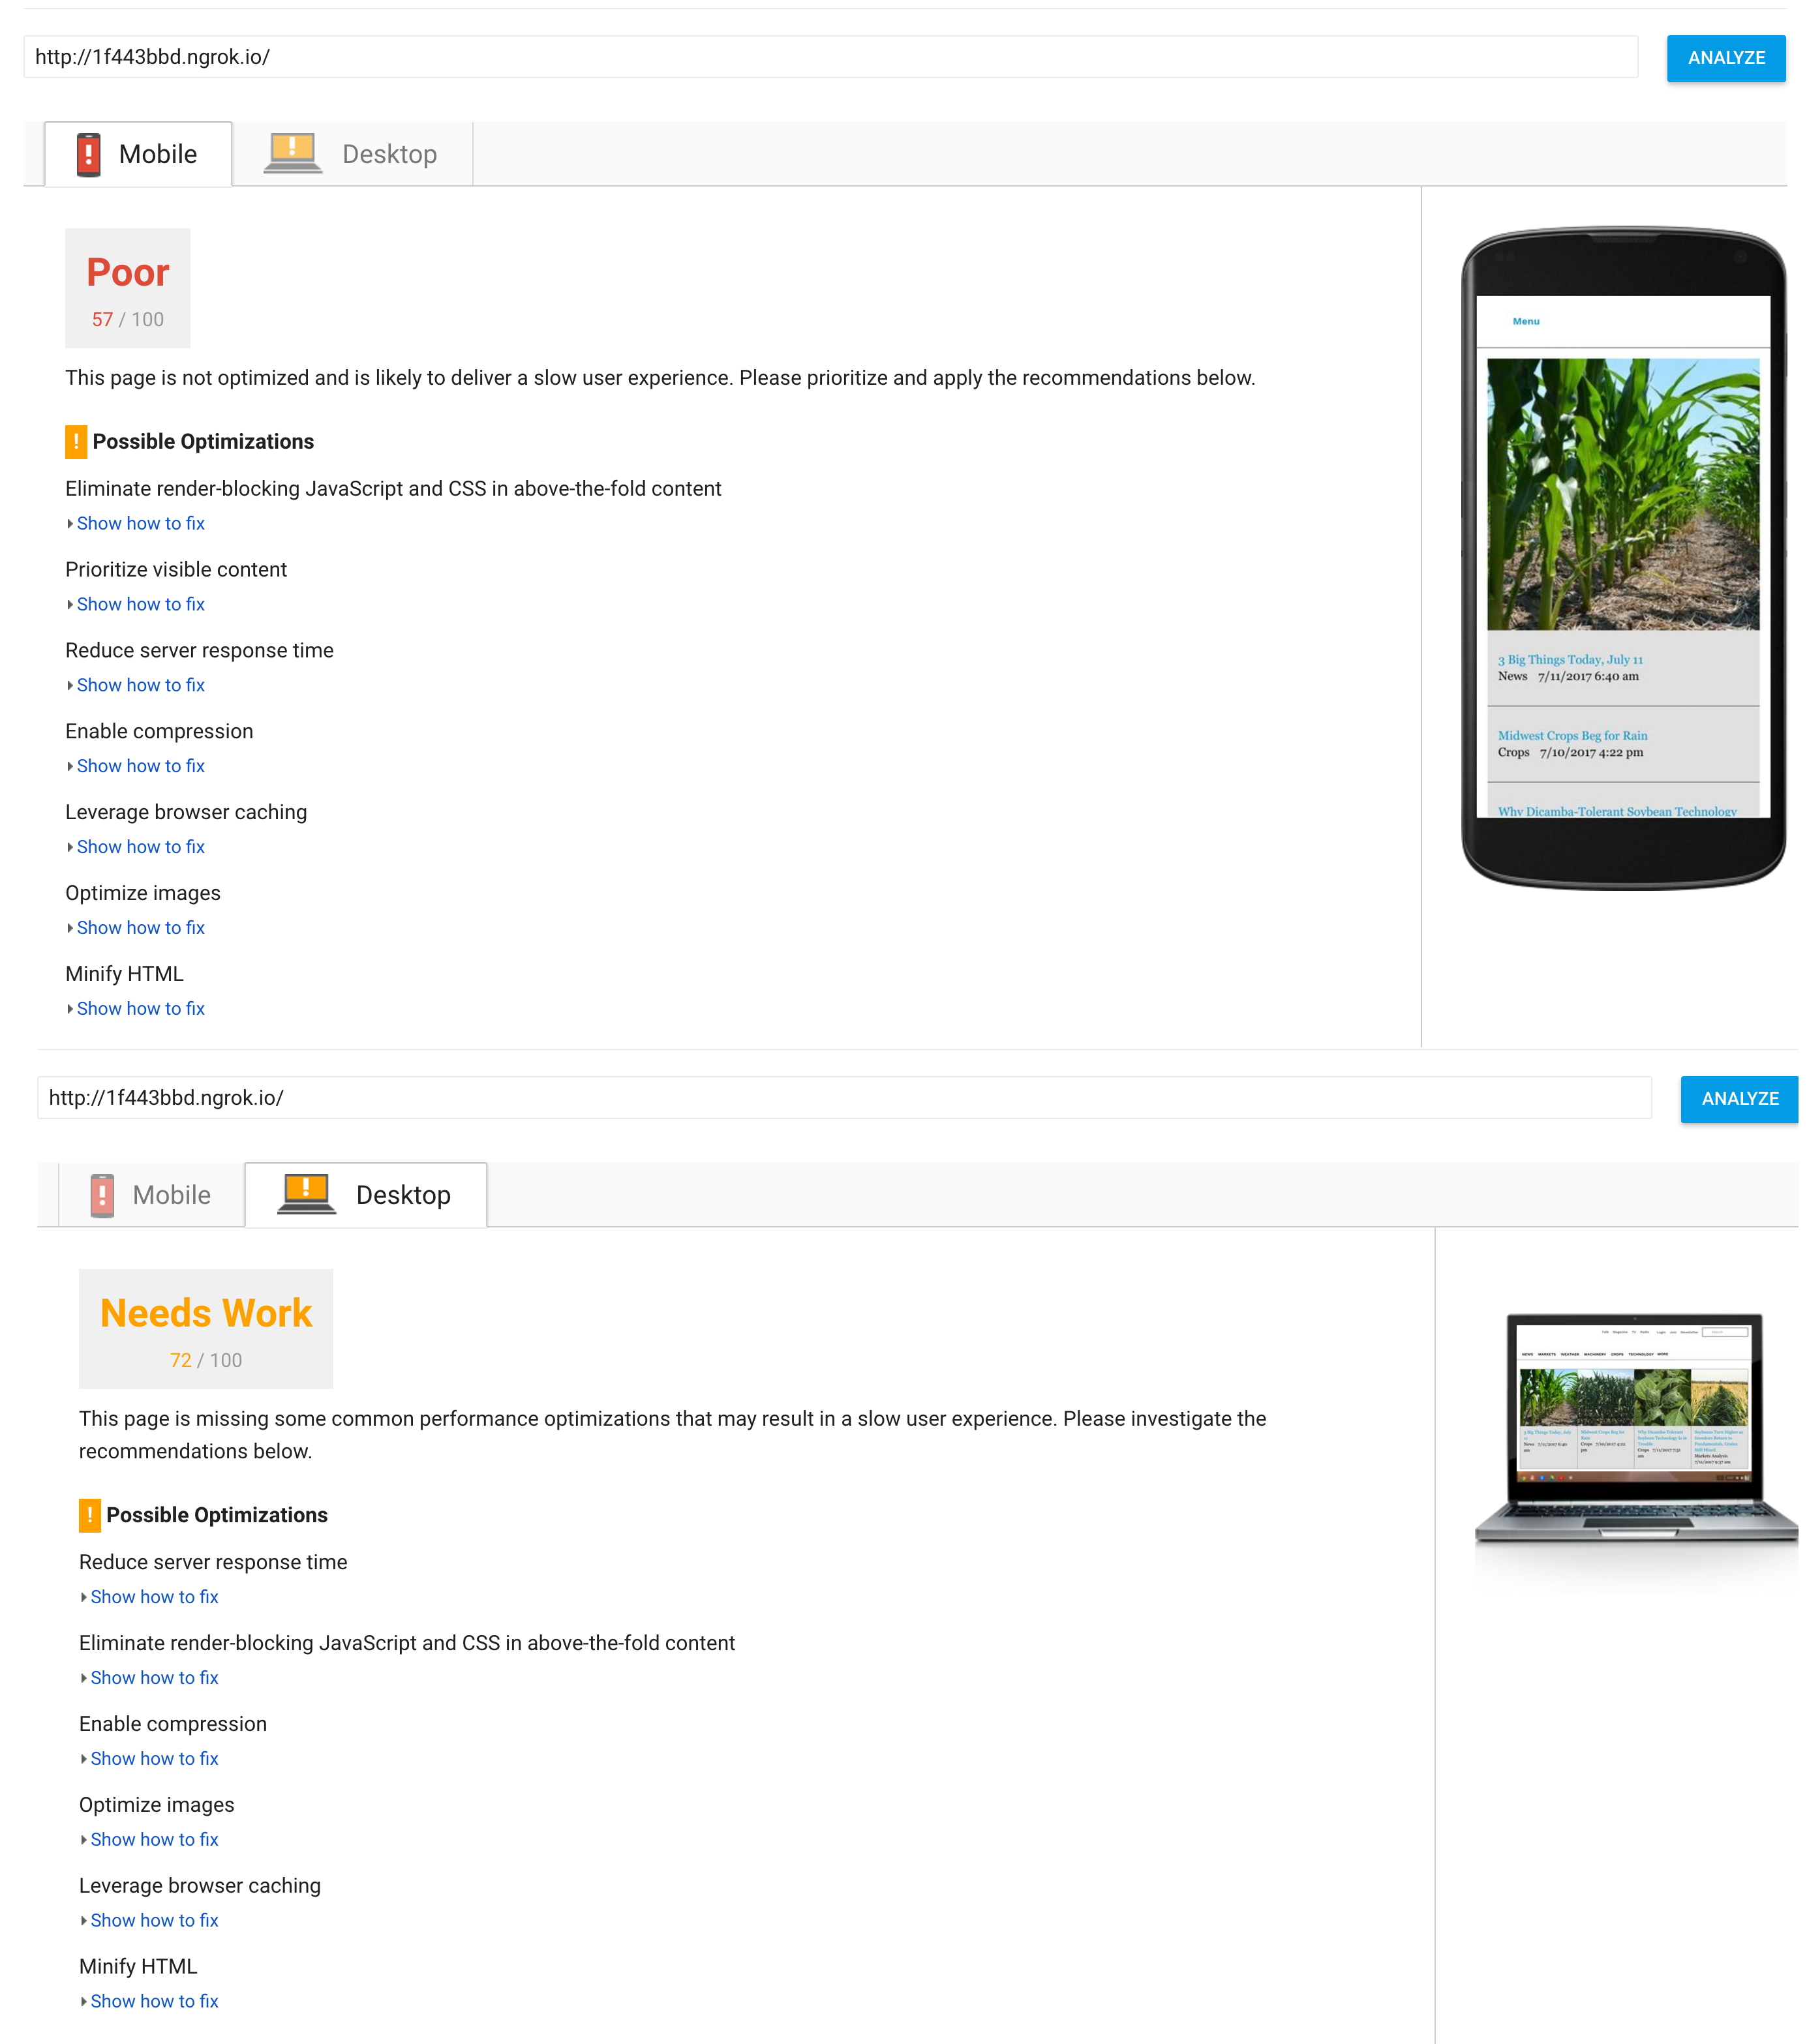 http://1f443bbd.ngrok.io/
ANALYZE
Mobile
Desktop
Poor
57 / 100
This page is not optimized and is likely to deliver a slow user experience. Please prioritize and apply the recommendations below.
! Possible Optimizations
Eliminate render-blocking JavaScript and CSS in above-the-fold content
Show how to fix
Prioritize visible content
Show how to fix
Reduce server response time
Show how to fix
Enable compression
Show how to fix
Leverage browser caching
Show how to fix
Optimize images
Show how to fix
Minify HTML
Show how to fix
Menu
3 Big Things Today, July 11
News 7/11/2017 6:40 am
Midwest Crops Beg for Rain
Crops 7/10/2017 4:22 pm
Why Dicamba-Tolerant Soybean Technology
http://1f443bbd.ngrok.io/
ANALYZE
Mobile
Desktop
Needs Work
72 / 100
This page is missing some common performance optimizations that may result in a slow user experience. Please investigate the
recommendations below.
! Possible Optimizations
Reduce server response time
Show how to fix
Eliminate render-blocking JavaScript and CSS in above-the-fold content
Show how to fix
Enable compression
Show how to fix
Optimize images
Show how to fix
Leverage browser caching
Show how to fix
Minify HTML
Show how to fix
NEWS MARKETS WEATHER MACHINERY CROPS TECHNOLOGY MORE